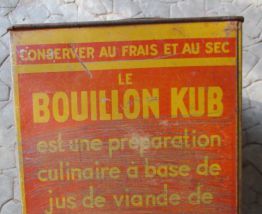 CONSERVER AU FRAIS ET AU SEC
LE
BOUILLON KUB
est une préparation
culinaire à base de
jus de viande de